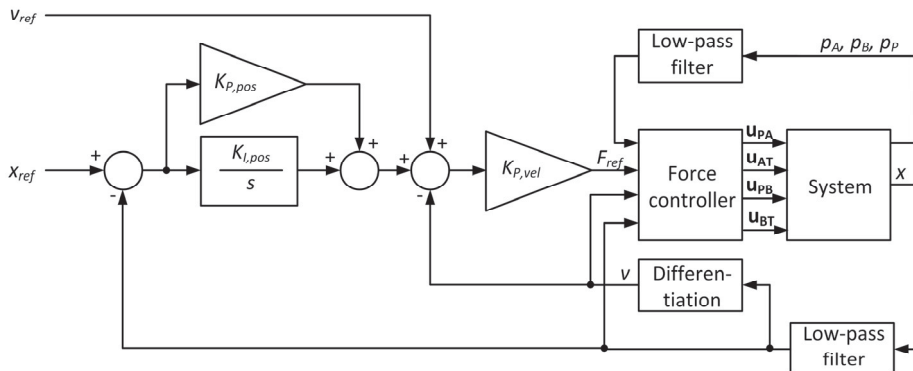 v_ref
Low-pass
filter
p_A, p_B, p_P
K_P,pos
+
+
+
+
u_PA
K_I,pos
s
+
+
K_P,vel
F_ref
Force
controller
u_AT
System
x
x_ref
-
-
u_PB
u_BT
v
Differen-
tiation
Low-pass
filter